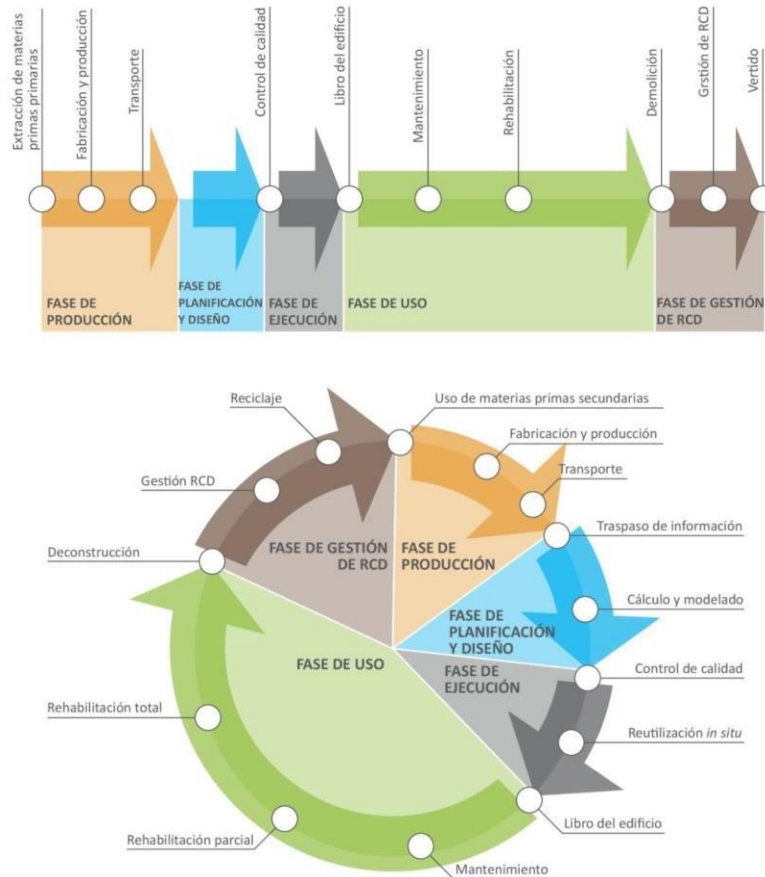 Extracción de materias
primas primarias
Fabricación y producción
Transporte
Control de calidad
Libro del edificio
Mantenimiento
Rehabilitación
Demolición
Grstión de RCD
Vertido
FASE DE
PRODUCCIÓN
FASE DE
PLANIFICACIÓN
Y DISEÑO
FASE DE
EJECUCIÓN
FASE DE USO
FASE DE GESTIÓN
DE RCD
Reciclaje
Uso de materias primas secundarias
Fabricación y producción
Gestión RCD
Transporte
Traspaso de información
Deconstrucción
FASE DE GESTIÓN
DE RCD
FASE DE
PRODUCCIÓN
Cálculo y modelado
FASE DE
PLANIFICACIÓN
Y DISEÑO
FASE DE USO
FASE DE
EJECUCIÓN
Control de calidad
Rehabilitación total
Reutilización in situ
Libro del edificio
Rehabilitación parcial
Mantenimiento